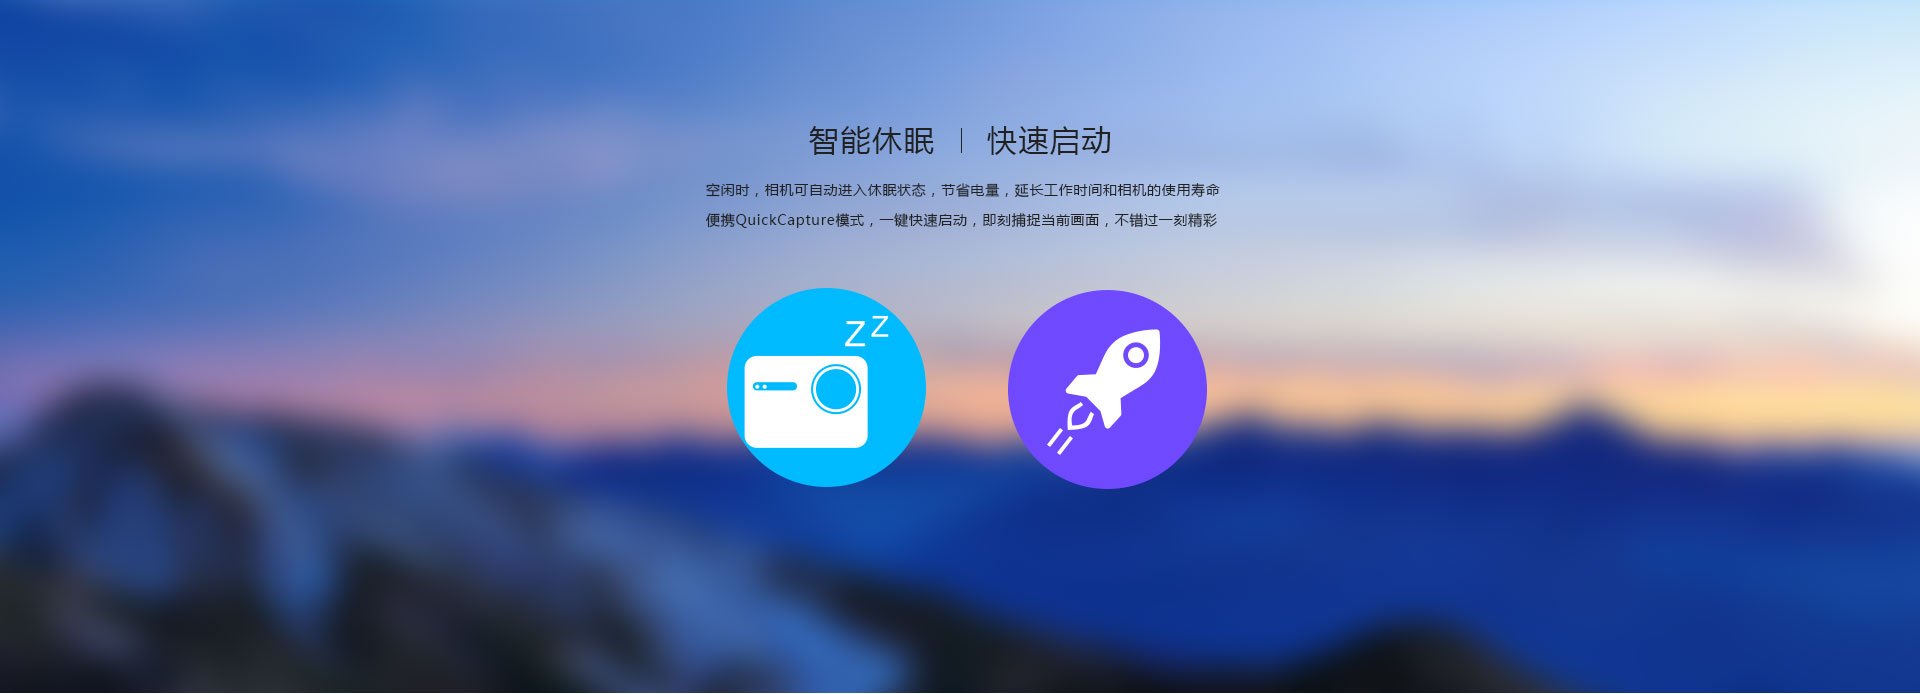 智能休眠 | 快速启动
空闲时，相机可自动进入休眠状态，节省电量，延长工作时间和相机的使用寿命
便携QuickCapture模式，一键快速启动，即刻捕捉当前画面，不错过一刻精彩
Z Z